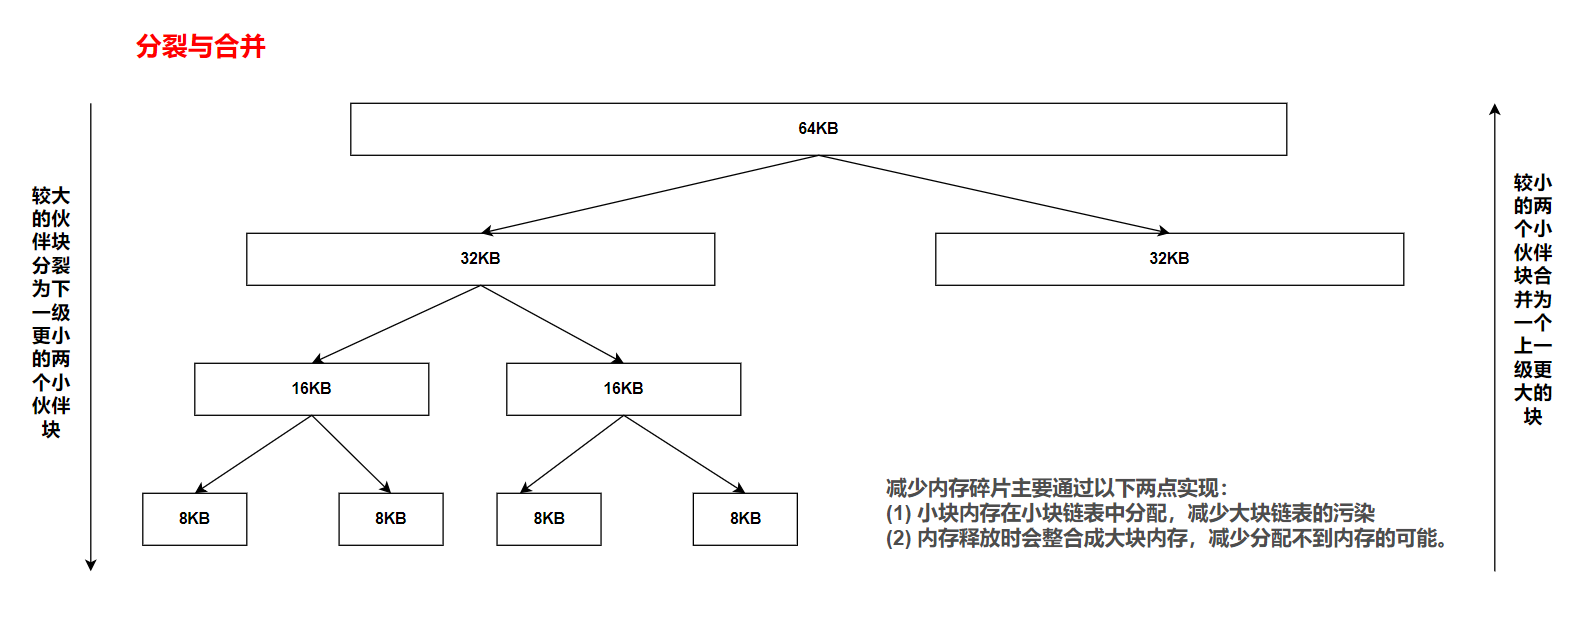 分裂与合并
64KB
较大
的伙
伴块
分裂
为下
一级
更小
的两
个小
伙伴
块
较小
的两
个小
伙伴
块合
并为
一个
上一
级更
大的
块
32KB
32KB
16KB
16KB
8KB
8KB
8KB
8KB
减少内存碎片主要通过以下两点实现：
(1) 小块内存在小块链表中分配，减少大块链表的污染
(2) 内存释放时会整合成大块内存，减少分配不到内存的可能。